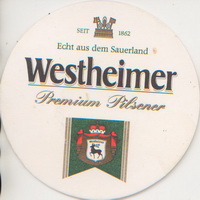 SEIT 1862
Echt aus dem Sauerland
Westheimer
Premium Pilsener